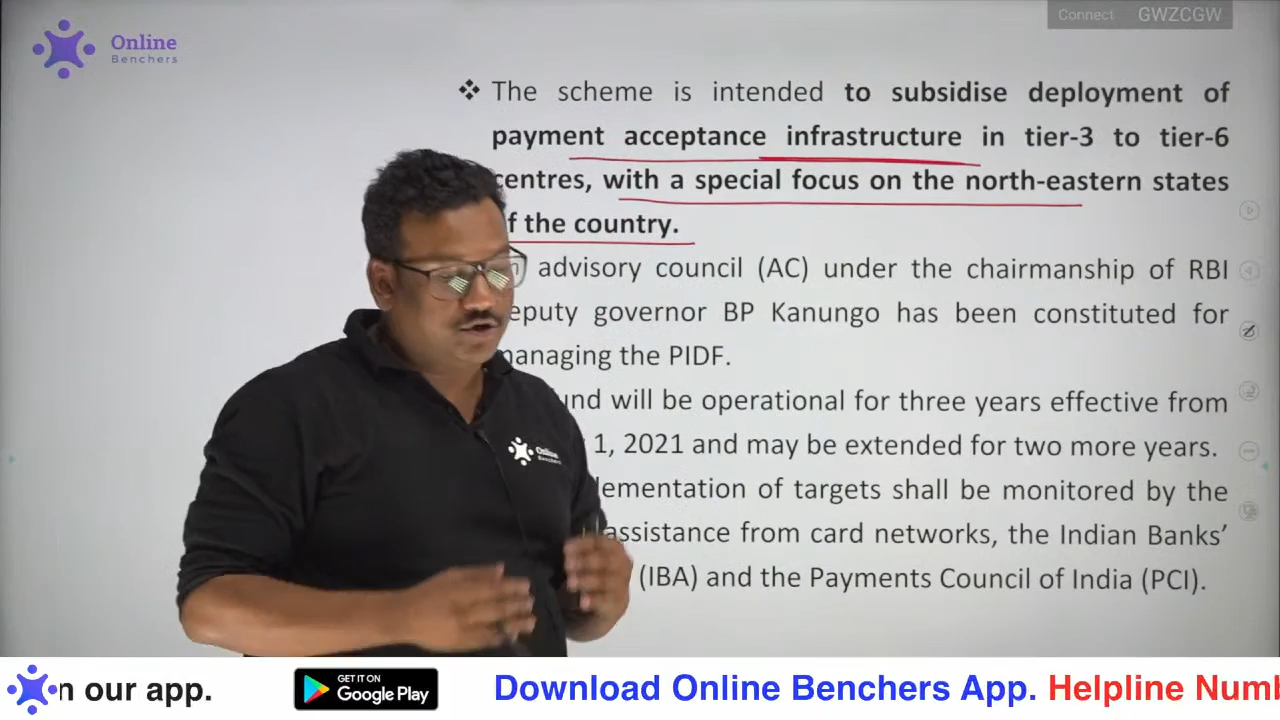 Online
Benchers
Connect GWZCGW
The scheme is intended to subsidise deployment of
payment acceptance infrastructure in tier-3 to tier-6
centres, with a special focus on the north-eastern states
of the country.
advisory council (AC) under the chairmanship of RBI
eputy governor BP Kanungo has been constituted for
managing the PIDF.
und will be operational for three years effective from
1, 2021 and may be extended for two more years.
lementation of targets shall be monitored by the
assistance from card networks, the Indian Banks’
(IBA) and the Payments Council of India (PCI).
Online
Benchers
n our app.
GET IT ON
Google Play
Download Online Benchers App. Helpline Numb